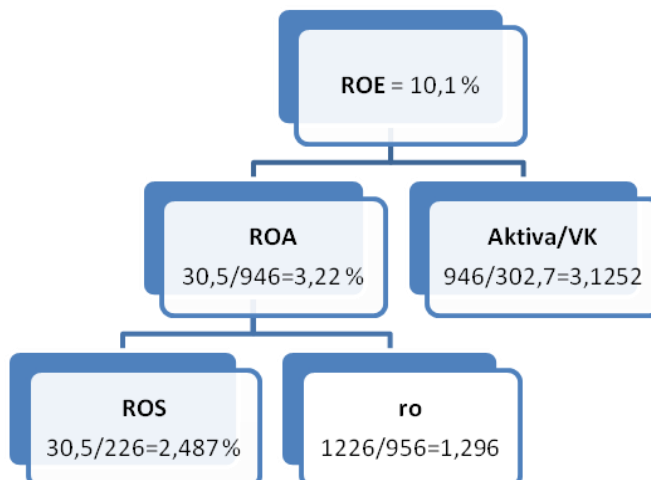 ROE = 10,1 %
ROA
30,5/946=3,22 %
Aktiva/VK
946/302,7=3,1252
ROS
30,5/226=2,487 %
ro
1226/956=1,296